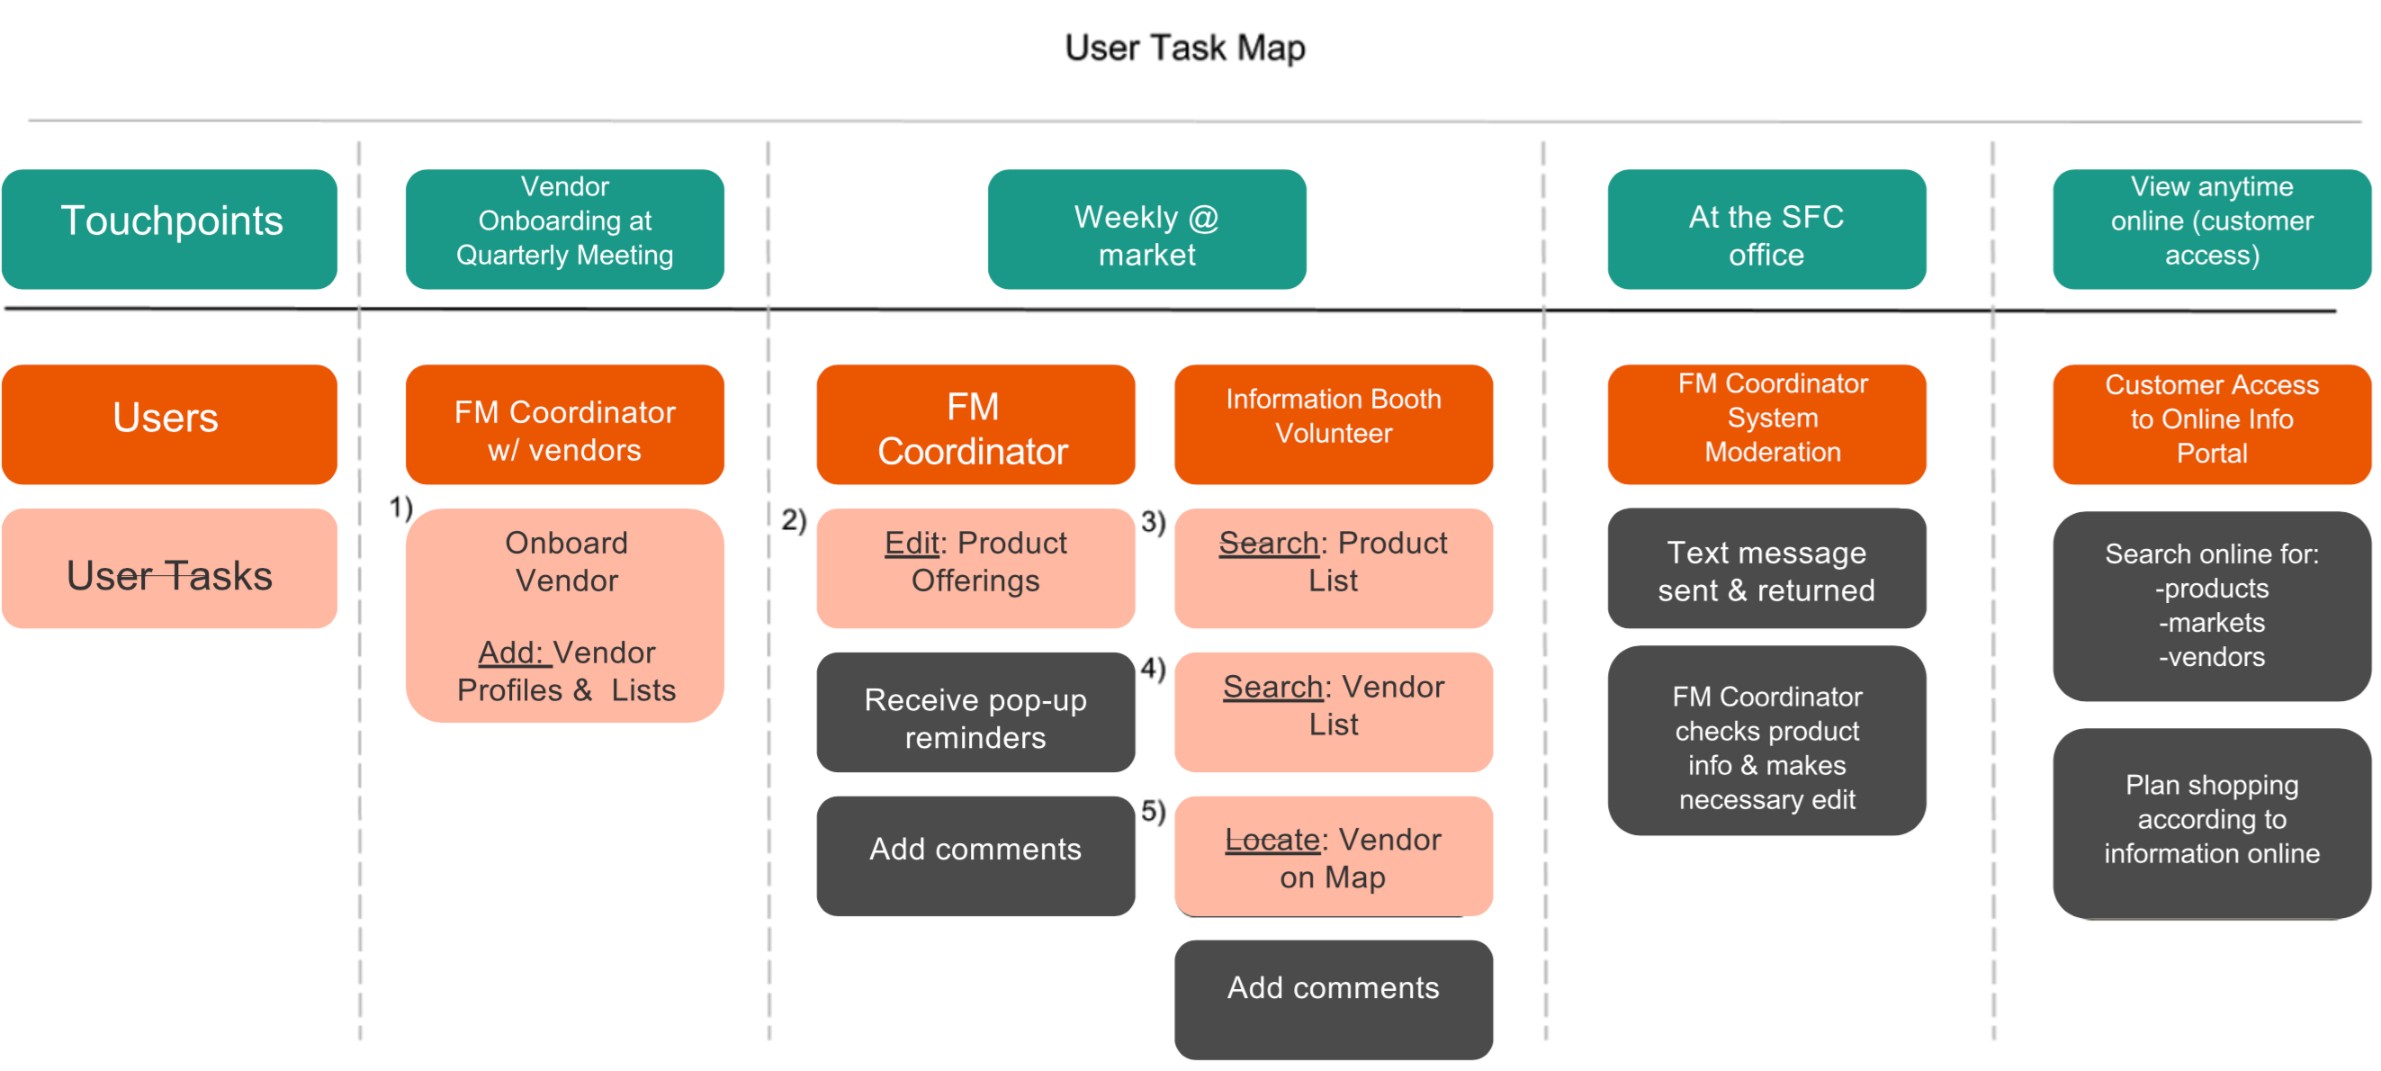 User Task Map
Touchpoints
Vendor
Onboarding at
Quarterly Meeting
Weekly @
market
At the SFC
office
View anytime
online (customer
access)
Users
FM Coordinator
w/ vendors
FM
Coordinator
Information Booth
Volunteer
FM Coordinator
System
Moderation
Customer Access
to Online Info
Portal
User Tasks
1)
Onboard
Vendor
Add: Vendor
Profiles & Lists
2)
Edit: Product
Offerings
Receive pop-up
reminders
Add comments
3)
Search: Product
List
4)
Search: Vendor
List
5)
Locate: Vendor
on Map
Add comments
Text message
sent & returned
FM Coordinator
checks product
info & makes
necessary edit
Search online for:
-products
-markets
-vendors
Plan shopping
according to
information online